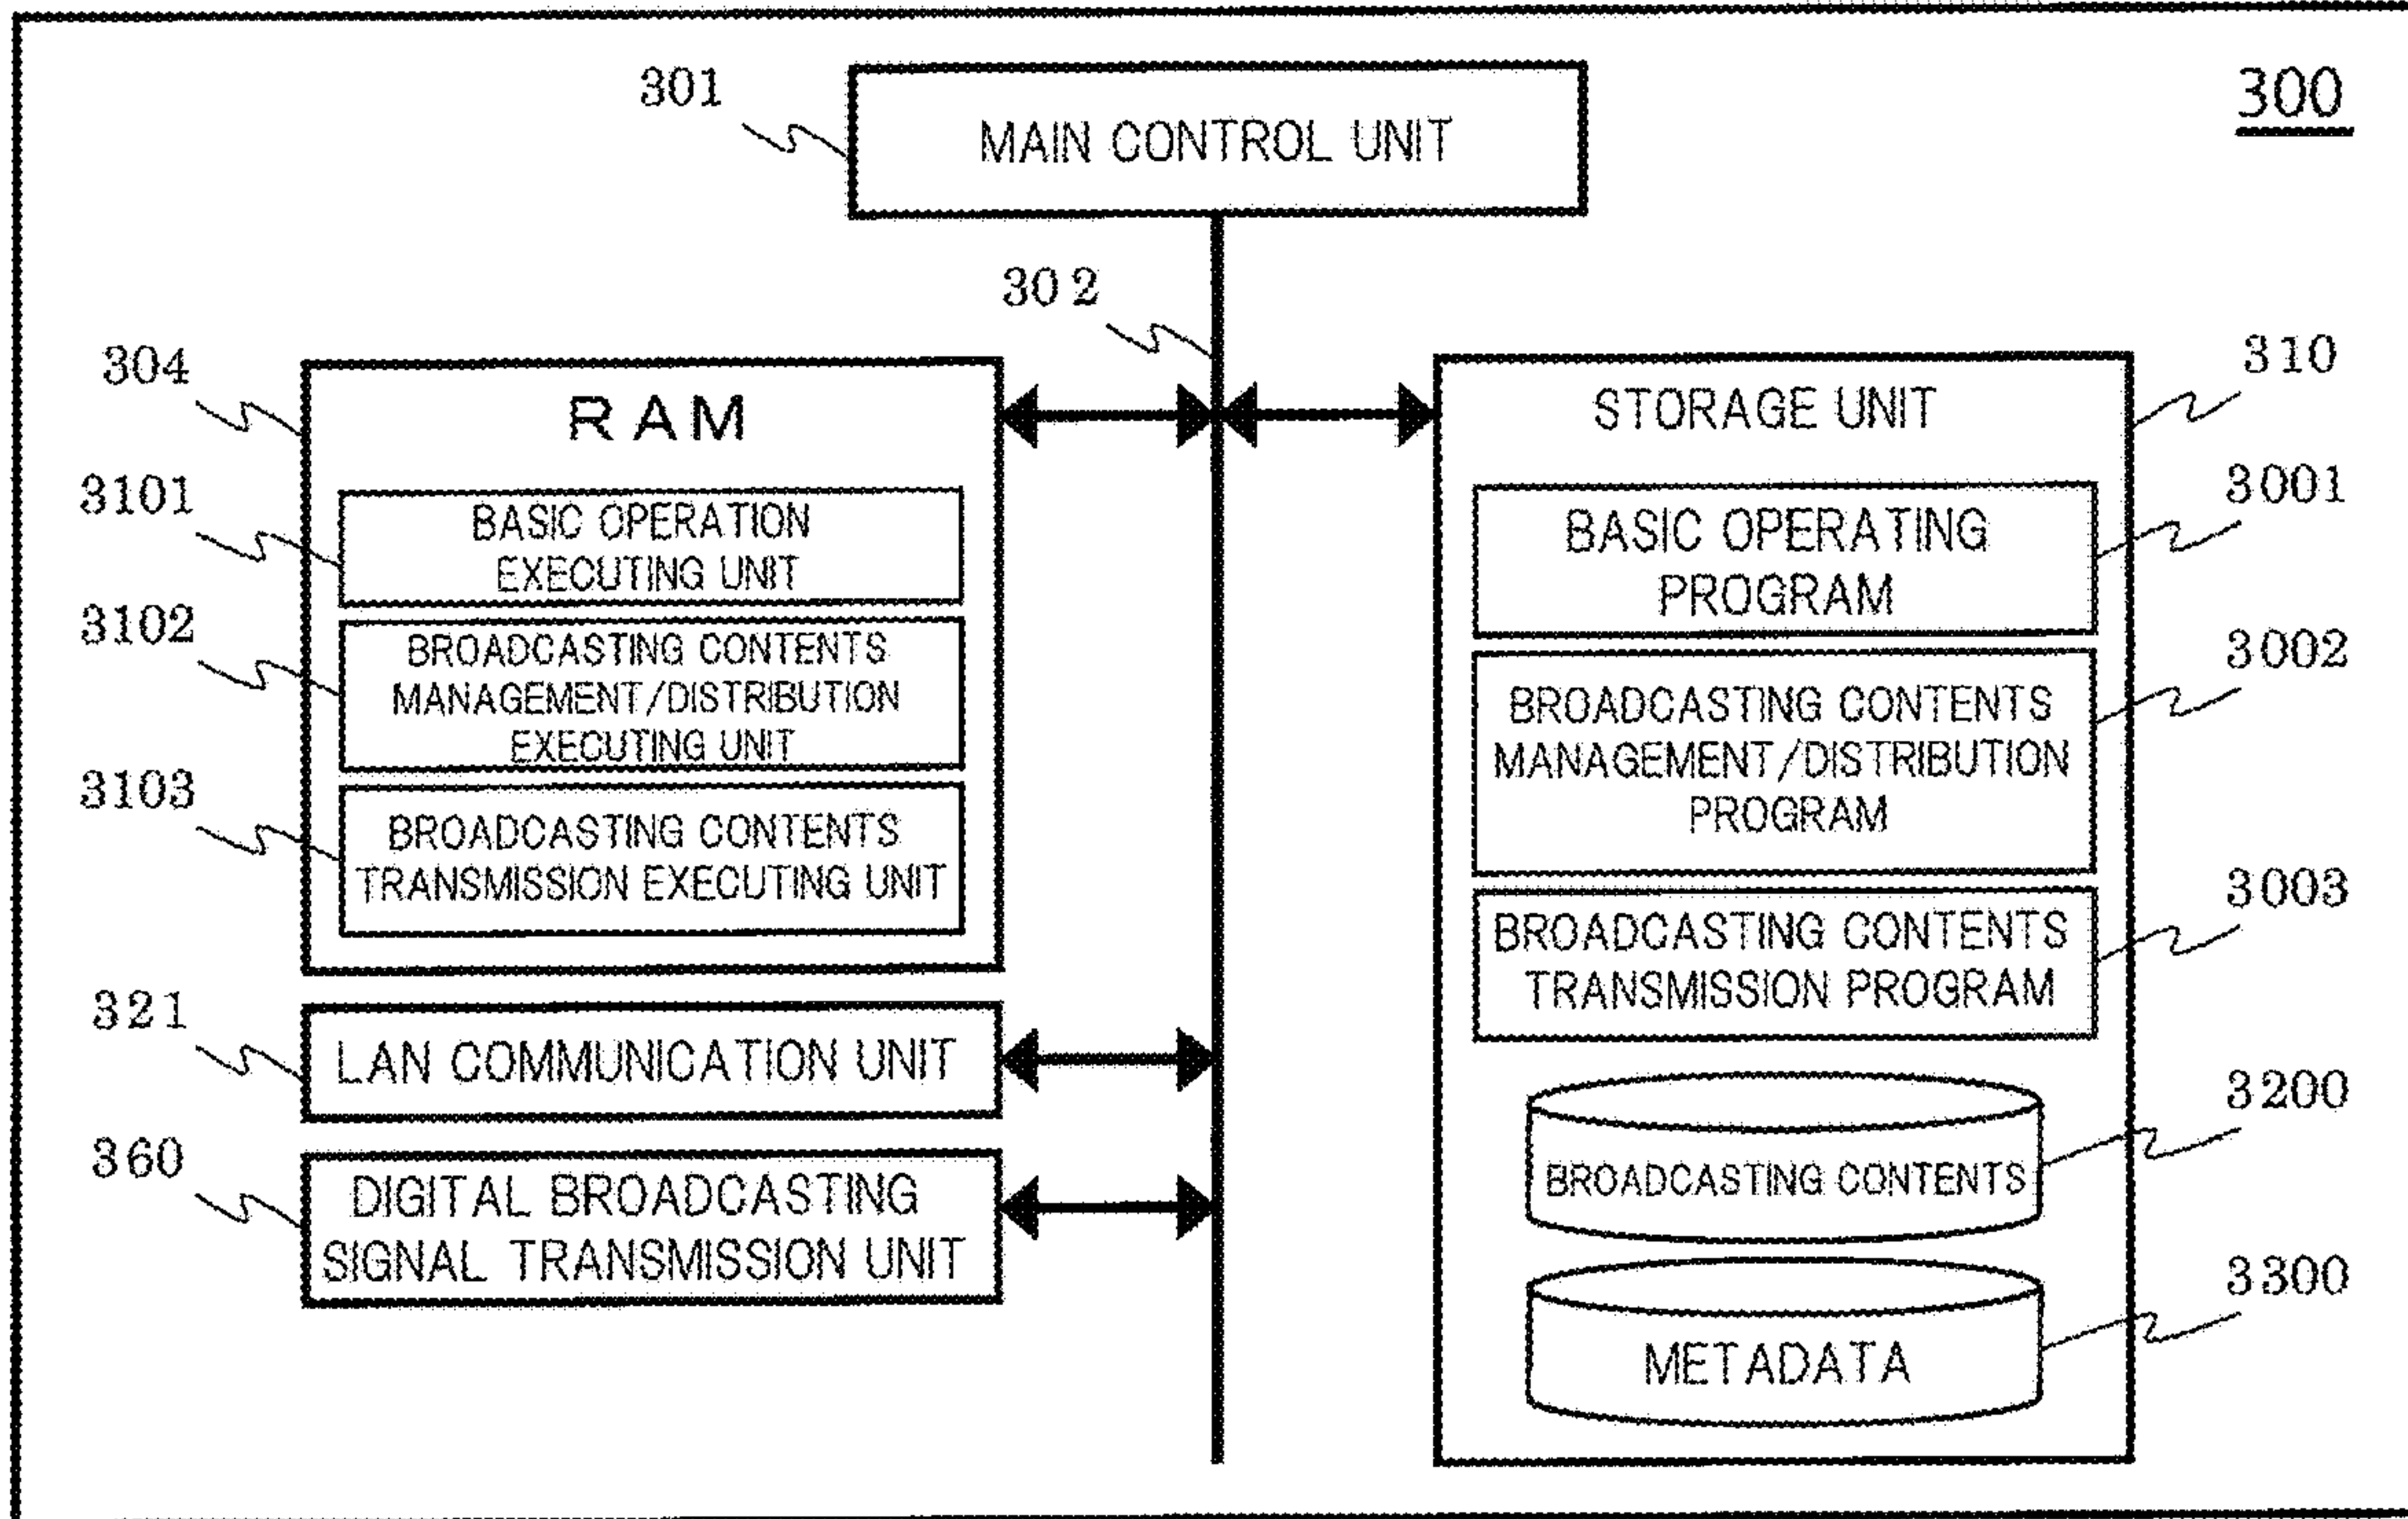 300
301
MAIN CONTROL UNIT
302
304
RAM
3101
BASIC OPERATION
EXECUTING UNIT
3102
BROADCASTING CONTENTS
MANAGEMENT/DISTRIBUTION
EXECUTING UNIT
3103
BROADCASTING CONTENTS
TRANSMISSION EXECUTING UNIT
321
LAN COMMUNICATION UNIT
360
DIGITAL BROADCASTING
SIGNAL TRANSMISSION UNIT
310
STORAGE UNIT
3001
BASIC OPERATING
PROGRAM
3002
BROADCASTING CONTENTS
MANAGEMENT/DISTRIBUTION
PROGRAM
3003
BROADCASTING CONTENTS
TRANSMISSION PROGRAM
3200
BROADCASTING CONTENTS
3300
METADATA